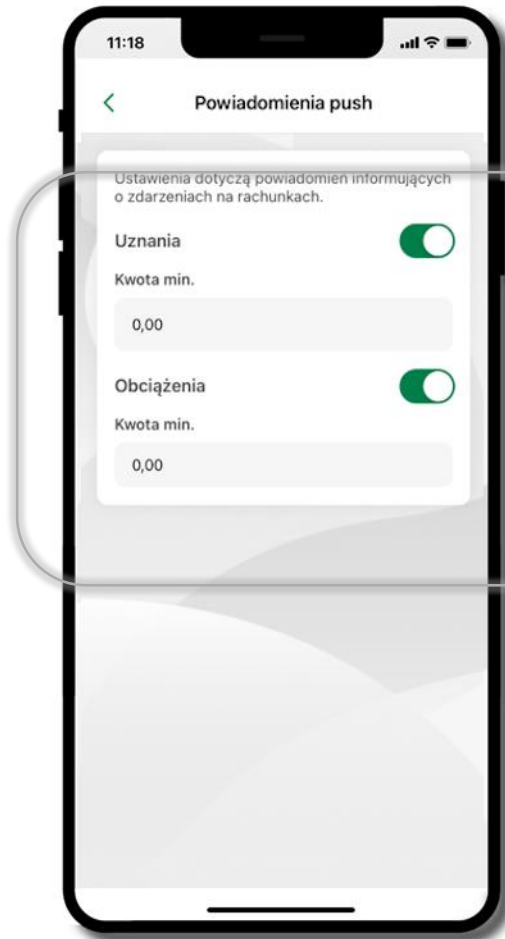 11:18
Powiadomienia push
Ustawienia dotyczą powiadomień informujących
o zdarzeniach na rachunkach.
Uznania
Kwota min.
0,00
Obciążenia
Kwota min.
0,00